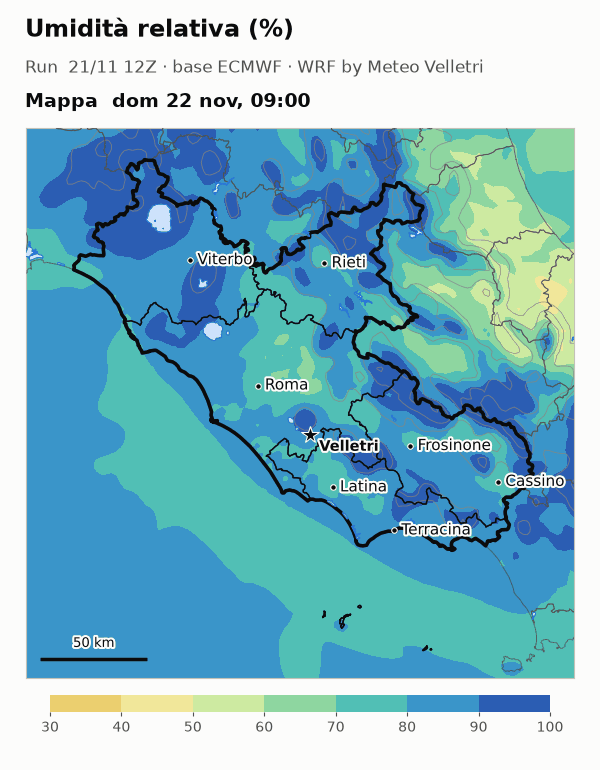 Umidità relativa (%)
Run  21/11 12Z · base ECMWF · WRF by Meteo Velletri
Mappa  dom 22 nov, 09:00
Viterbo
Rieti
Roma
Velletri
Frosinone
Cassino
Latina
Terracina
50 km
30 40 50 60 70 80 90 100